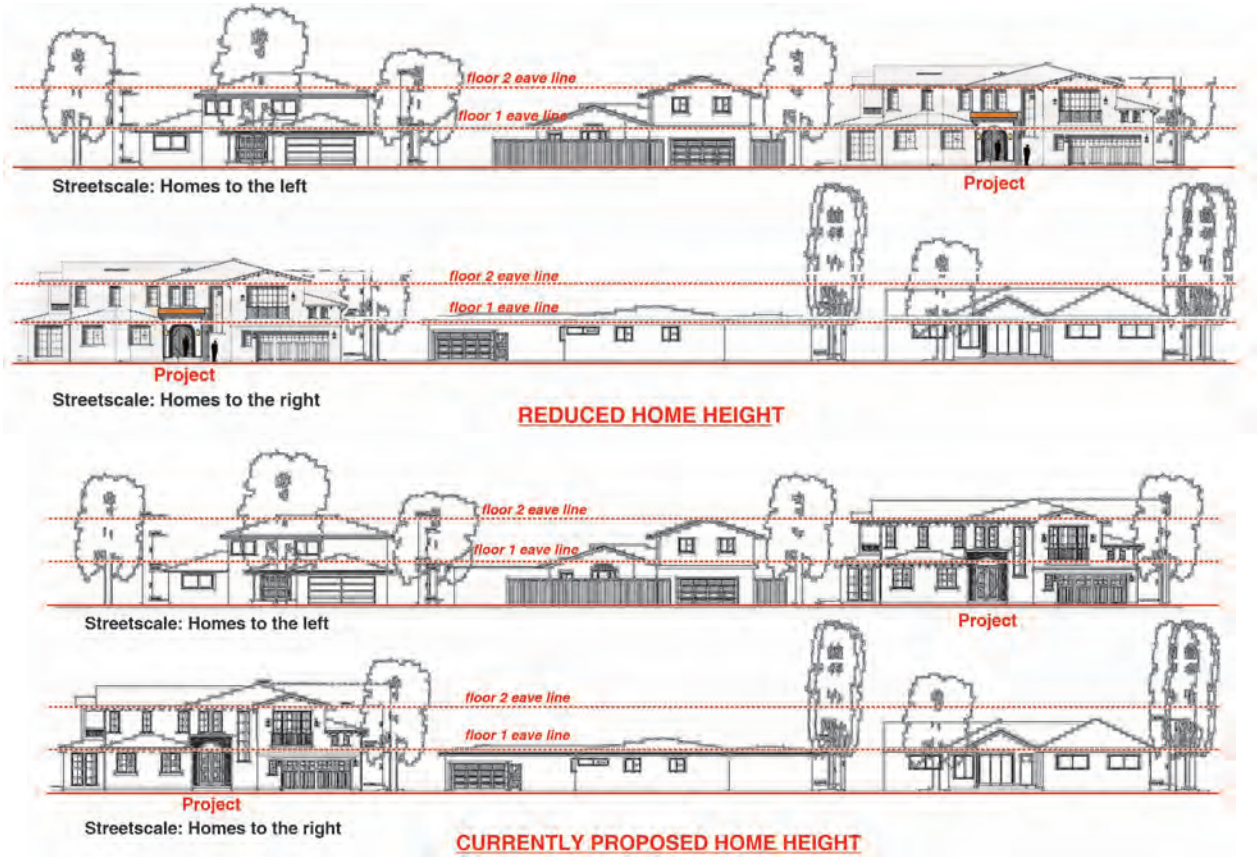 floor 2 eave line
floor 1 eave line
Streetscale: Homes to the left
Project
floor 2 eave line
floor 1 eave line
Project
Streetscale: Homes to the right
REDUCED HOME HEIGHT
floor 2 eave line
floor 1 eave line
Streetscale: Homes to the left
Project
floor 2 eave line
floor 1 eave line
Project
Streetscale: Homes to the right
CURRENTLY PROPOSED HOME HEIGHT